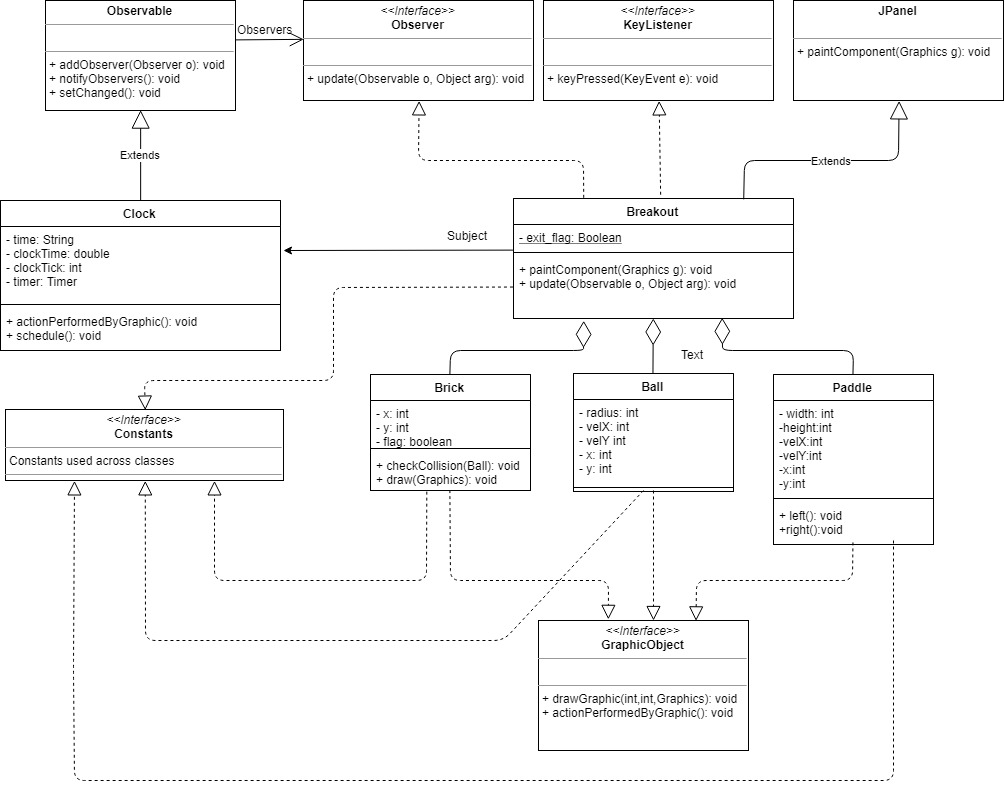 Observable
+ addObserver(Observer o): void
+ notifyObservers(): void
+ setChanged(): void
Observers
<<Interface>>
Observer
+ update(Observable o, Object arg): void
<<Interface>>
KeyListener
+ keyPressed(KeyEvent e): void
JPanel
+ paintComponent(Graphics g): void
Extends
Extends
Clock
- time: String
- clockTime: double
- clockTick: int
- timer: Timer
+ actionPerformedByGraphic(): void
+ schedule(): void
Subject
Breakout
- exit_flag: Boolean
+ paintComponent(Graphics g): void
+ update(Observable o, Object arg): void
Text
Brick
- x: int
- y: int
- flag: boolean
+ checkCollision(Ball): void
+ draw(Graphics): void
Ball
- radius: int
- velX: int
- velY int
- x: int
- y: int
Paddle
- width: int
-height:int
-velX:int
-velY:int
-x:int
-y:int
+ left(): void
+right():void
<<Interface>>
Constants
Constants used across classes
<<Interface>>
GraphicObject
+ drawGraphic(int,int,Graphics): void
+ actionPerformedByGraphic(): void